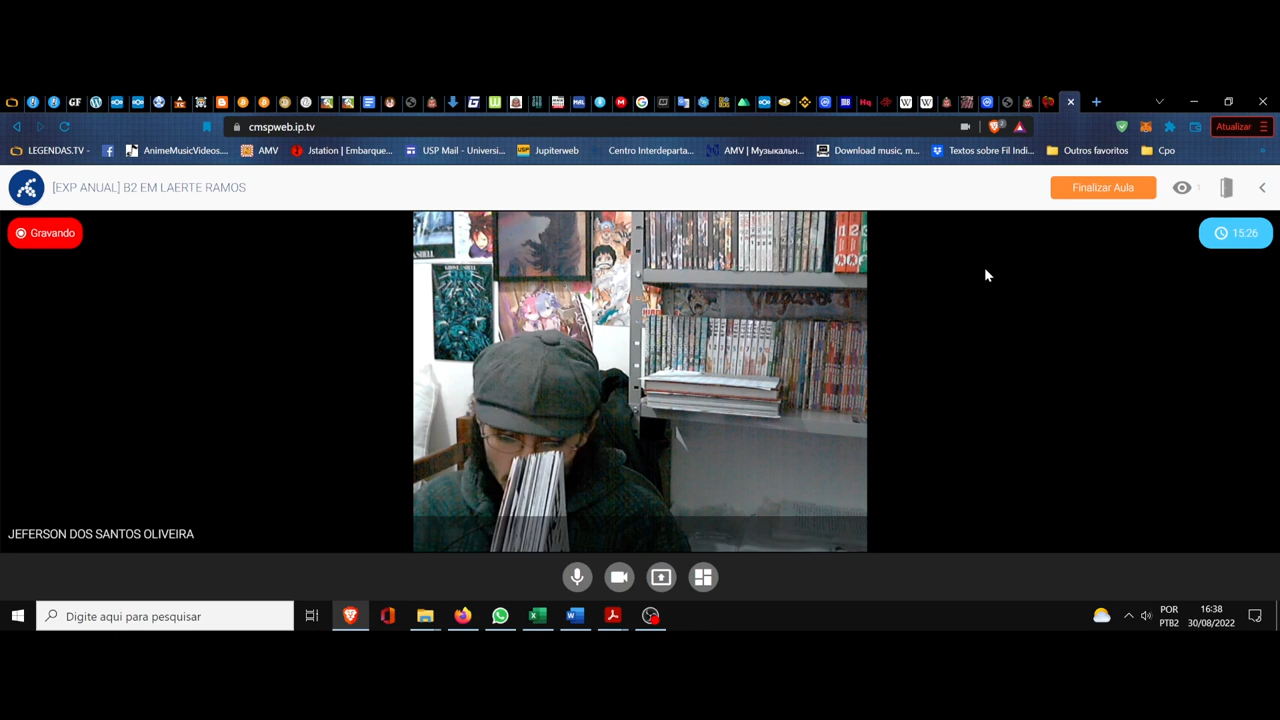 cmspweb.ip.tv
Atualizar
LEGENDAS.TV -
AnimeMusicVideos....
AMV
Jstation | Embarque...
USP Mail - Universi...
Jupiterweb
Centro Interdeparta...
AMV | Музыкальн...
Download music, m...
Textos sobre Fil Indi...
Outros favoritos
Cpo
[EXP ANUAL] B2 EM LAERTE RAMOS
Finalizar Aula
1
Gravando
15:26
JEFERSON DOS SANTOS OLIVEIRA
Digite aqui para pesquisar
POR
PTB2
16:38
30/08/2022